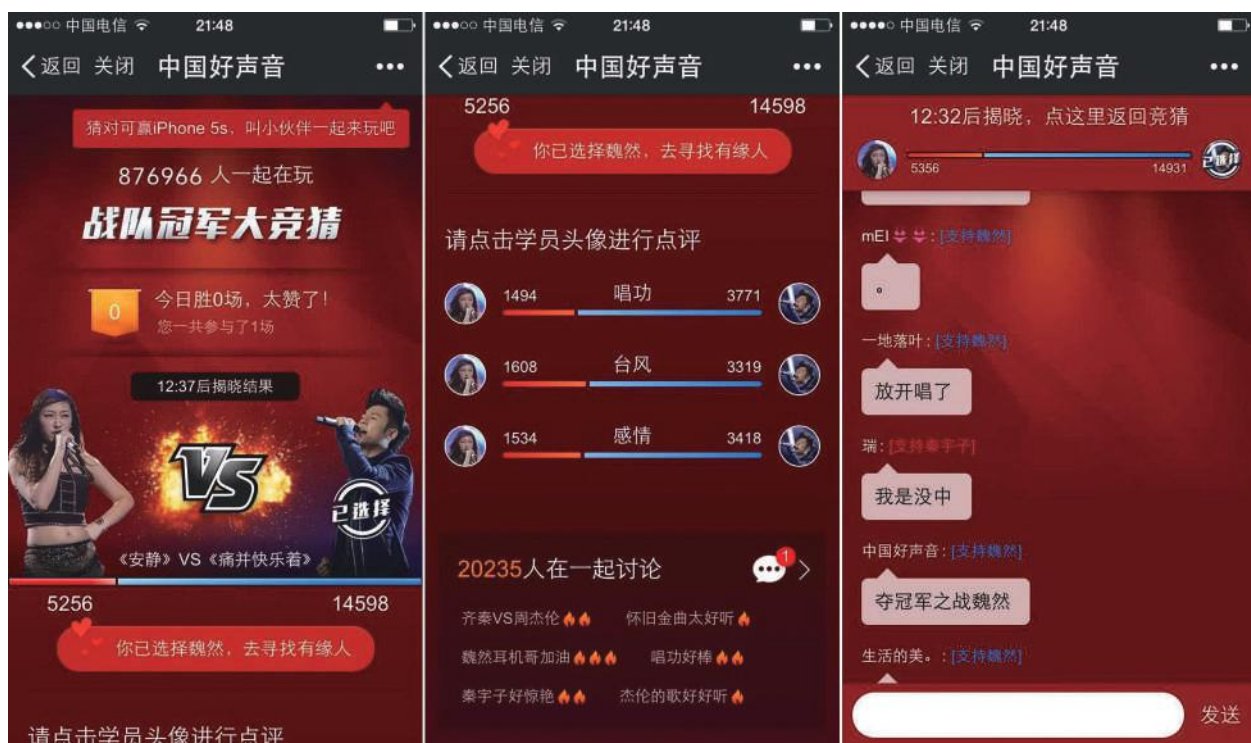 中国电信
21:48
返回 关闭 中国好声音
猜对可赢iPhone 5s，叫小伙伴一起来玩吧
876966 人一起在玩
战队冠军大竞猜
0
今日胜0场，太赞了！
您一共参与了1场
12:37后揭晓结果
VS
已选择
《安静》VS《痛并快乐着》
5256 14598
你已选择魏然，去寻找有缘人
请点击学员头像进行点评
中国电信
21:48
返回 关闭 中国好声音
5256 14598
你已选择魏然，去寻找有缘人
请点击学员头像进行点评
1494 唱功 3771
1608 台风 3319
1534 感情 3418
20235人在一起讨论
1
齐秦VS周杰伦 怀旧金曲太好听
魏然耳机哥加油 唱功好棒
秦宇子好惊艳 杰伦的歌好好听
中国电信
21:48
返回 关闭 中国好声音
12:32后揭晓，点这里返回竞猜
5356 14931
已选择
mEI：[支持魏然]
。
一地落叶：[支持魏然]
放开唱了
瑞：[支持秦宇子]
我是没中
中国好声音：[支持魏然]
夺冠军之战魏然
生活的美。：[支持魏然]
发送